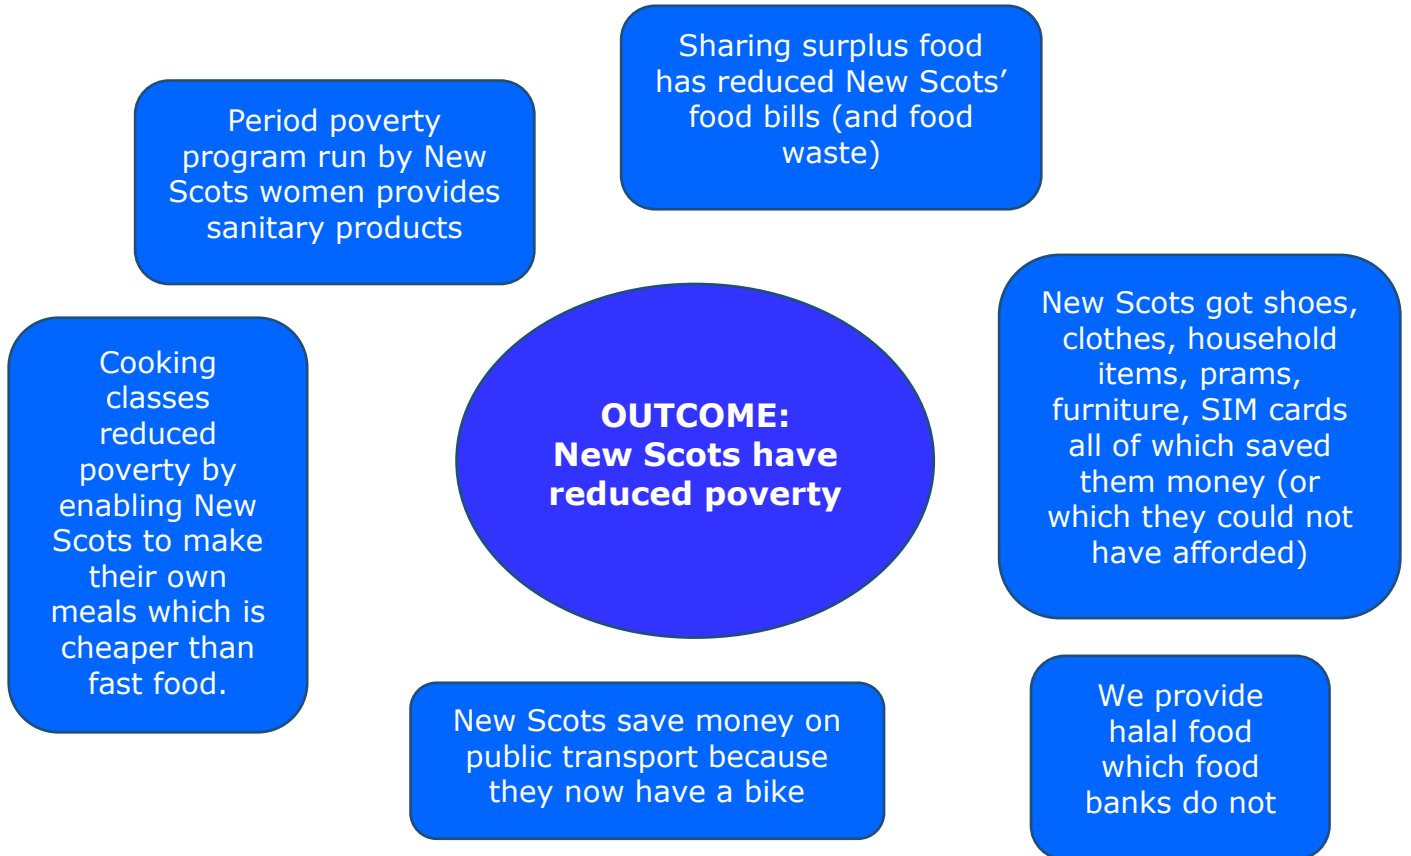 Sharing surplus food
has reduced New Scots’
food bills (and food
waste)
Period poverty
program run by New
Scots women provides
sanitary products
New Scots got shoes,
clothes, household
items, prams,
furniture, SIM cards
all of which saved
them money (or
which they could not
have afforded)
Cooking
classes
reduced
poverty by
enabling New
Scots to make
their own
meals which is
cheaper than
fast food.
OUTCOME:
New Scots have
reduced poverty
New Scots save money on
public transport because
they now have a bike
We provide
halal food
which food
banks do not